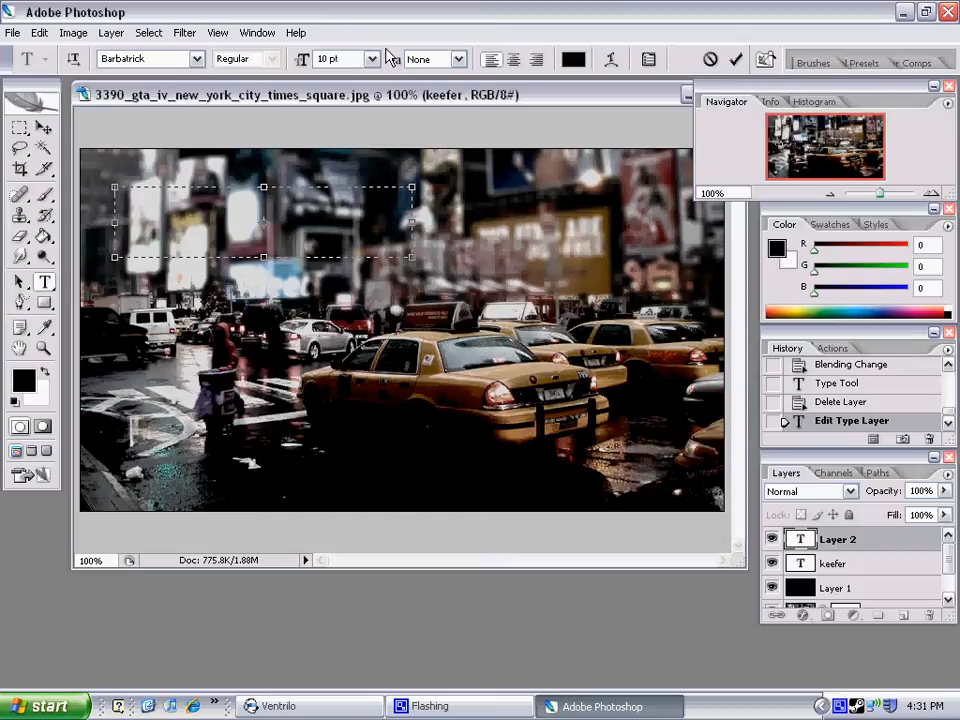 Adobe Photoshop
File Edit Image Layer Select Filter View Window Help
T Barbatrick Regular 10 pt None Brushes Presets Comps
3390_gta_iv_new_york_city_times_square.jpg @ 100% (keefer, RGB/8#)
Navigator Info Histogram
100%
Color Swatches Styles
R 0
G 0
B 0
History Actions
Blending Change
Type Tool
Delete Layer
Edit Type Layer
Layers Channels Paths
Normal Opacity: 100%
Lock: Fill: 100%
T Layer 2
T keefer
Layer 1
100% Doc: 775.8K/1.88M
start Ventrilo Flashing Adobe Photoshop 4:31 PM